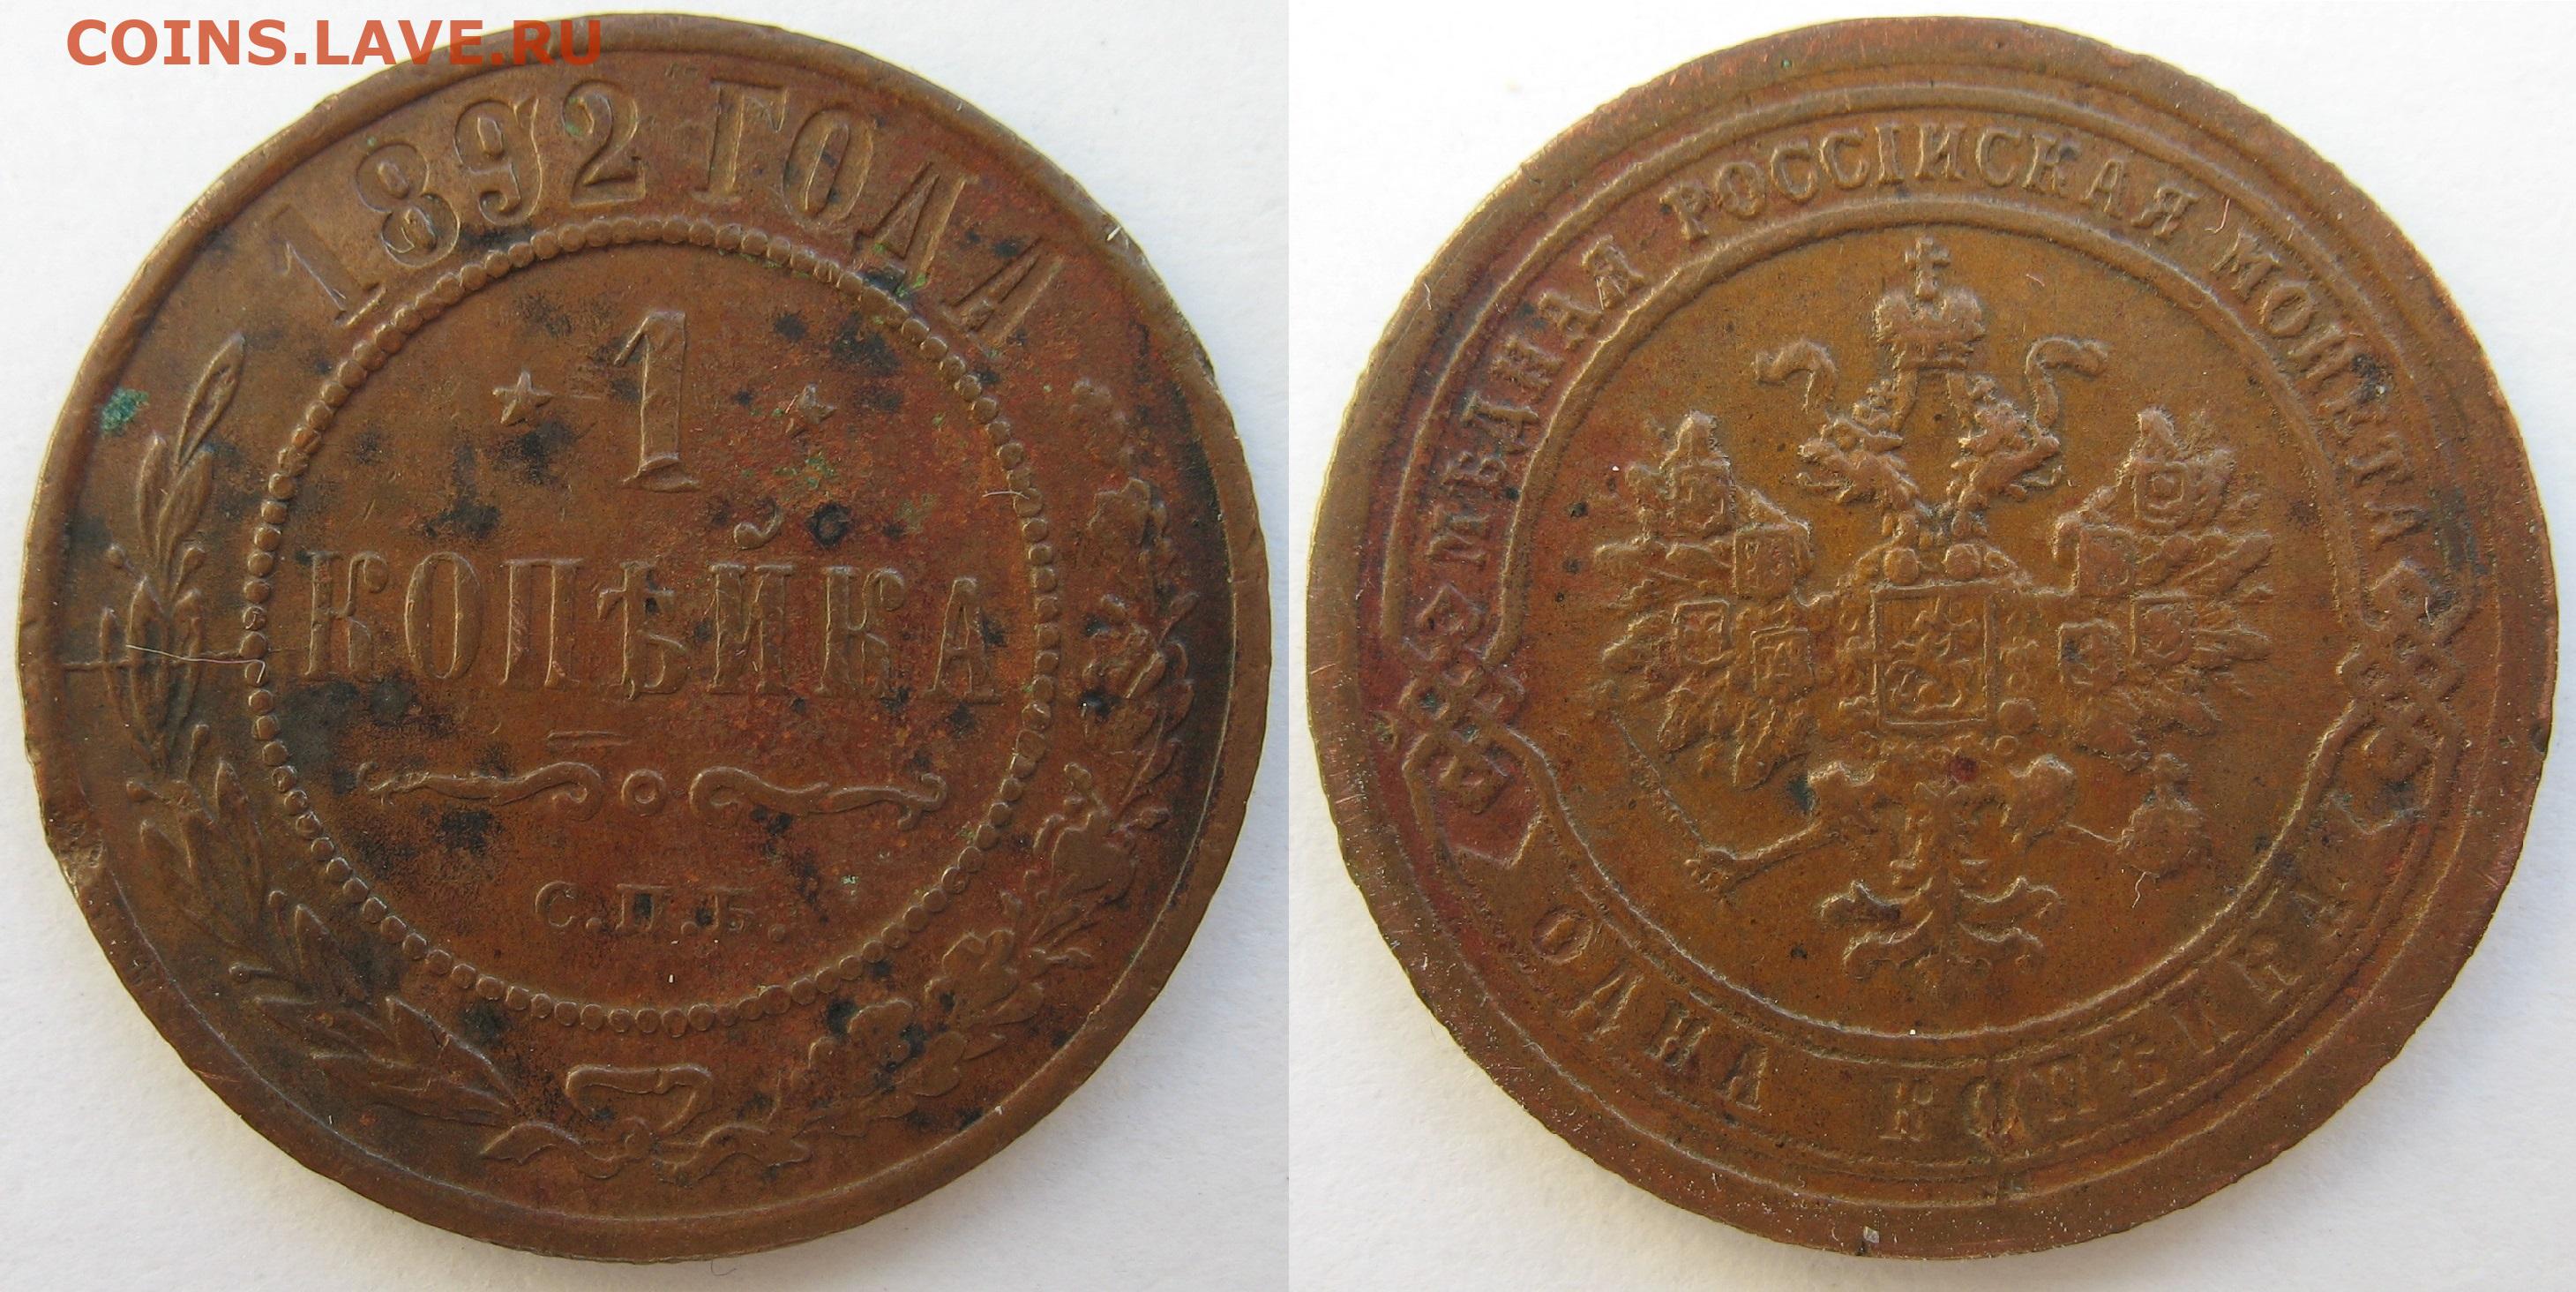 COINS.LAVE.RU
1892 ГОДА
1
КОПѢЙКА
С.П.Б.
МѢДНАЯ РОССІЙСКАЯ МОНЕТА
ОДНА КОПѢЙКА